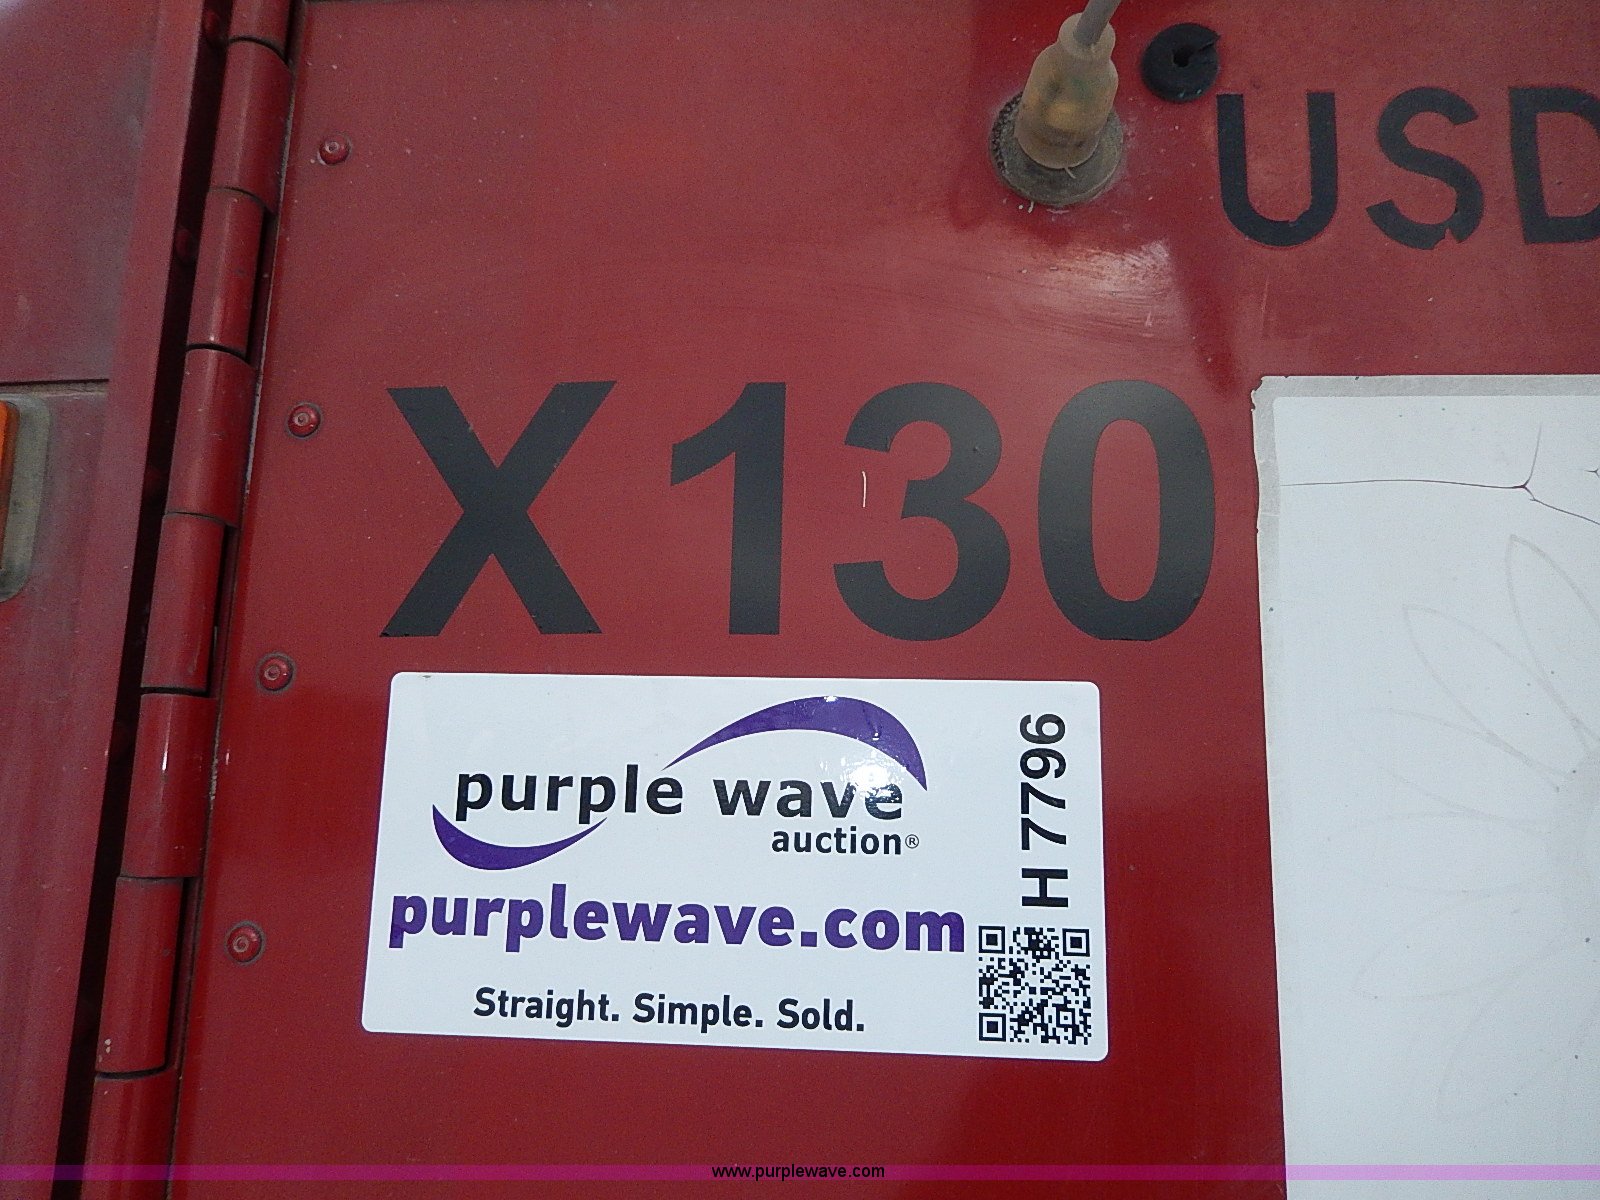 USD
X130
purple wave
auction®
purplewave.com
Straight. Simple. Sold.
H 7796
www.purplewave.com